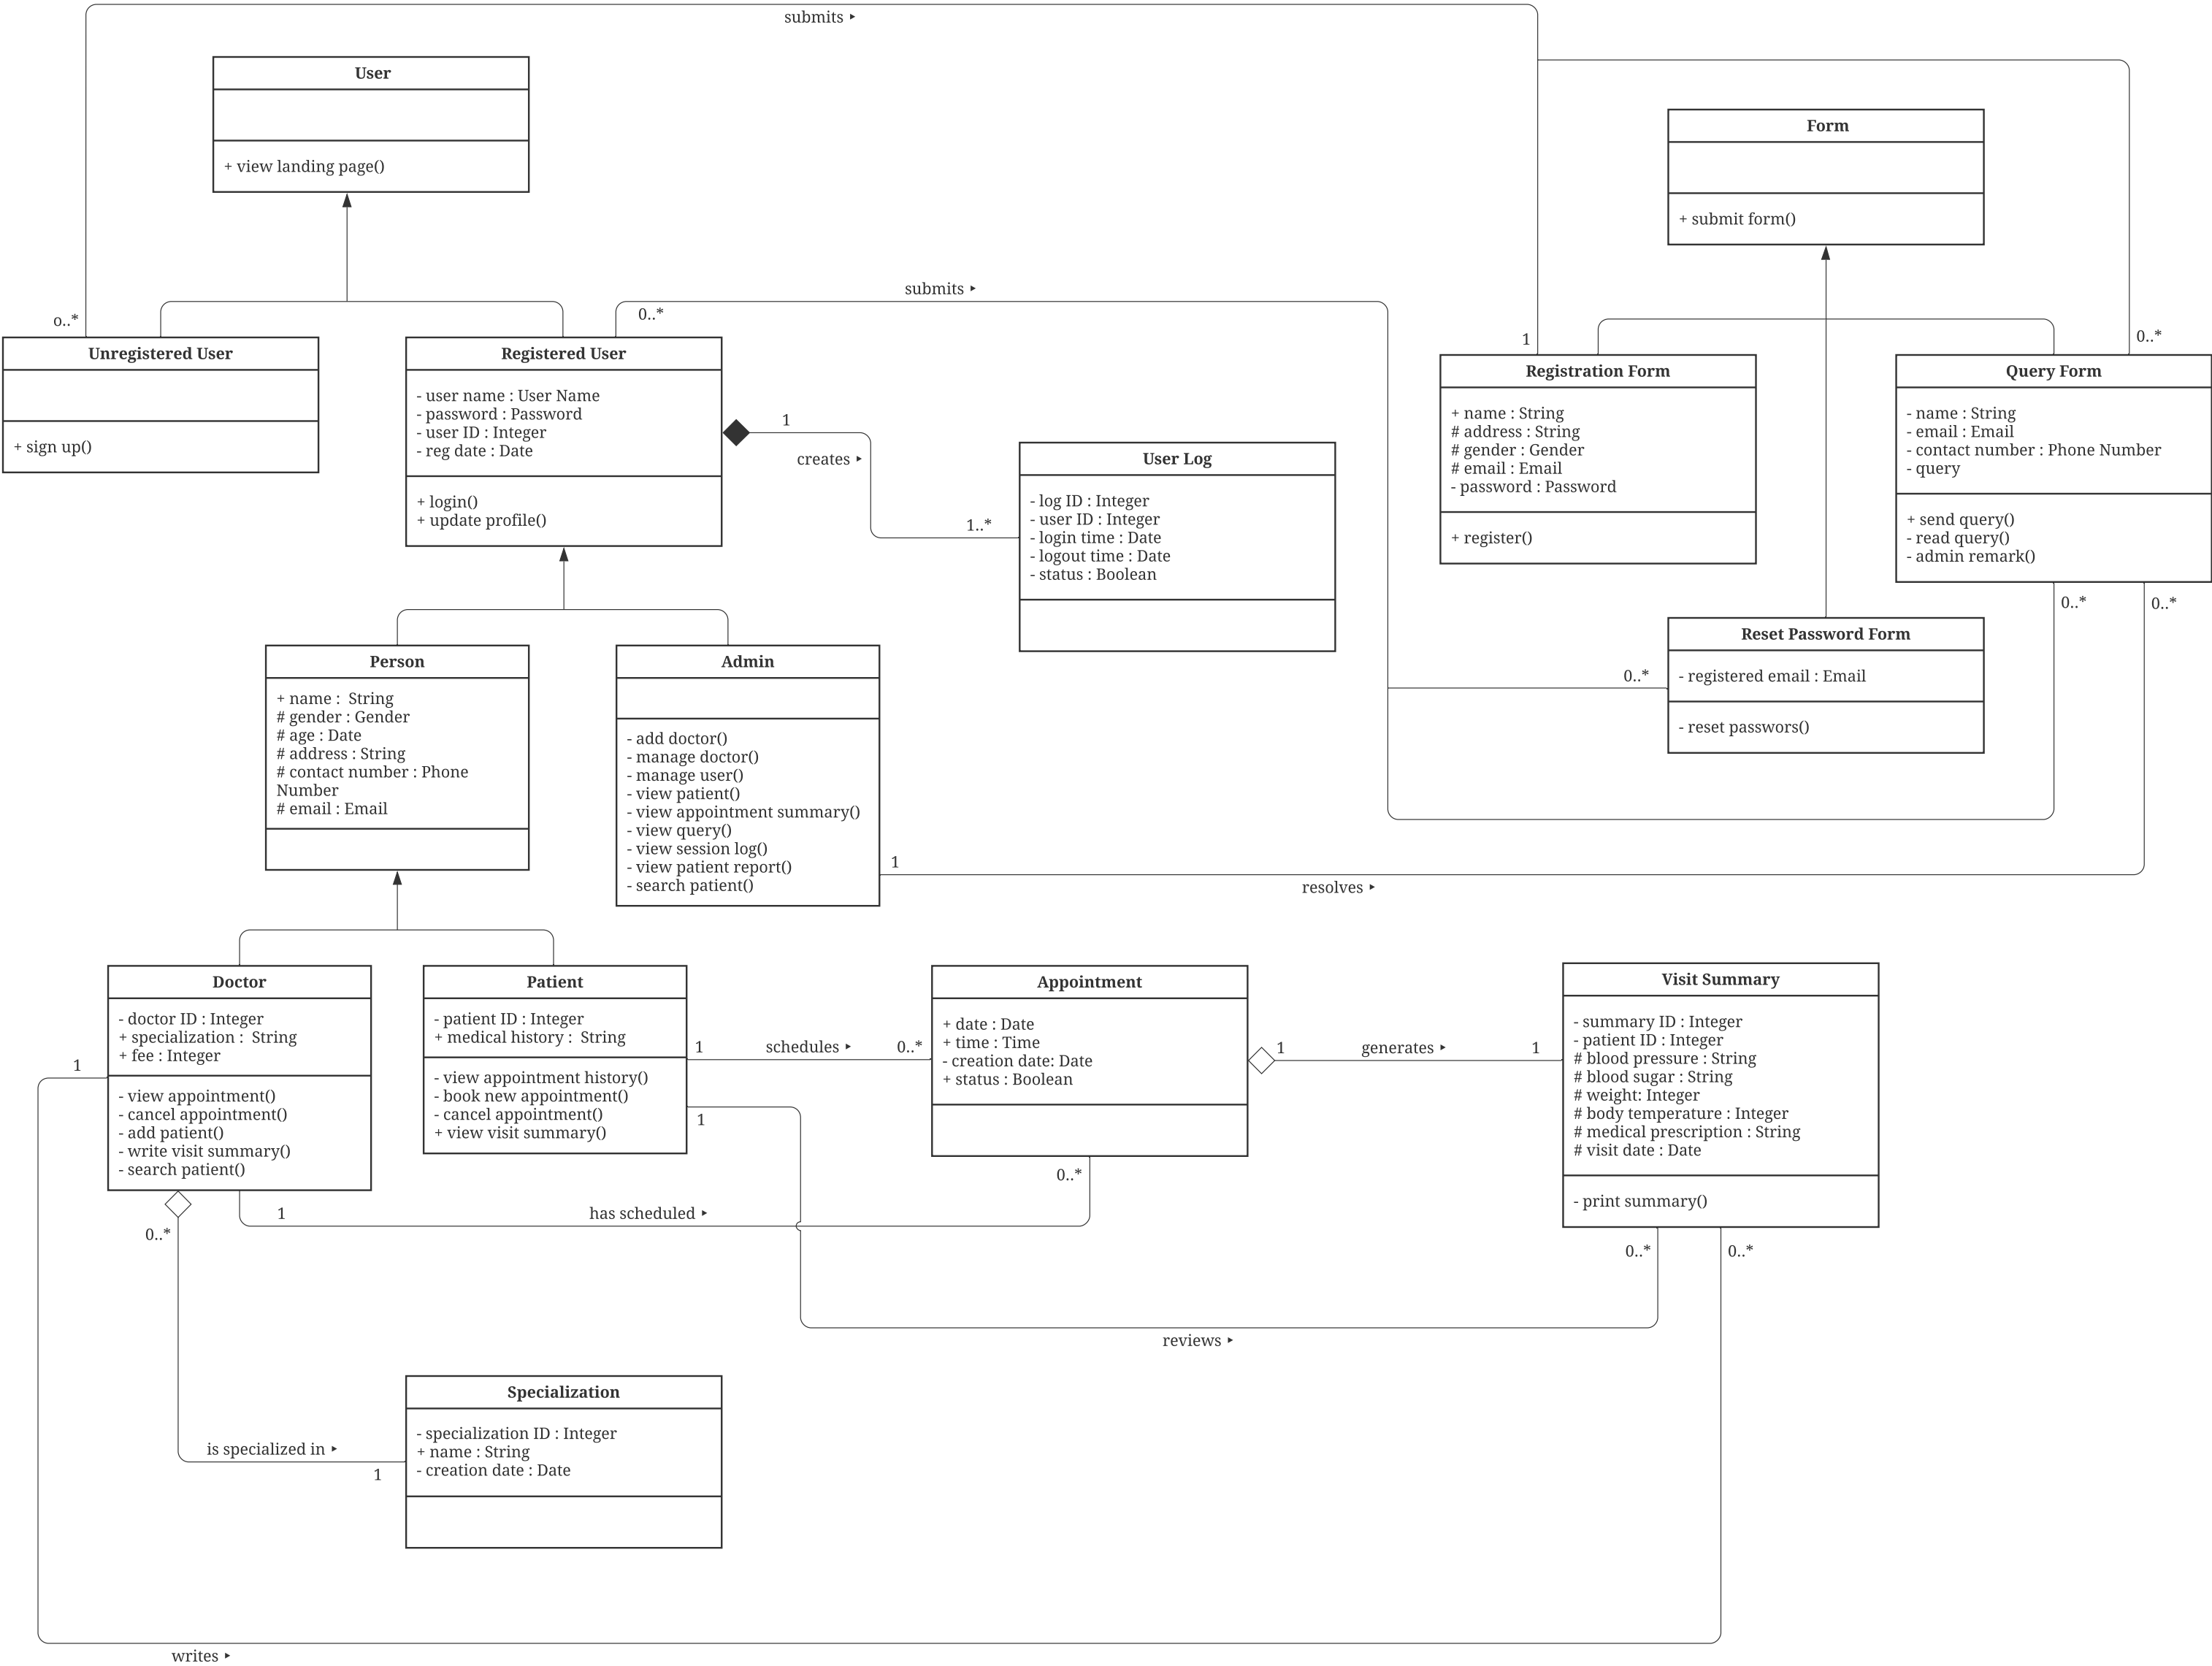 submits ▸
User
+ view landing page()
Form
+ submit form()
submits ▸
o..*
0..*
1
0..*
Unregistered User
+ sign up()
Registered User
- user name : User Name
- password : Password
- user ID : Integer
- reg date : Date
+ login()
+ update profile()
1
creates ▸
1..*
User Log
- log ID : Integer
- user ID : Integer
- login time : Date
- logout time : Date
- status : Boolean
Registration Form
+ name : String
# address : String
# gender : Gender
# email : Email
- password : Password
+ register()
Query Form
- name : String
- email : Email
- contact number : Phone Number
- query
+ send query()
- read query()
- admin remark()
0..*
0..*
Reset Password Form
- registered email : Email
- reset passwors()
0..*
Person
+ name :  String
# gender : Gender
# age : Date
# address : String
# contact number : Phone
Number
# email : Email
Admin
- add doctor()
- manage doctor()
- manage user()
- view patient()
- view appointment summary()
- view query()
- view session log()
- view patient report()
- search patient()
1
resolves ▸
Doctor
- doctor ID : Integer
+ specialization :  String
+ fee : Integer
- view appointment()
- cancel appointment()
- add patient()
- write visit summary()
- search patient()
1
Patient
- patient ID : Integer
+ medical history :  String
- view appointment history()
- book new appointment()
- cancel appointment()
+ view visit summary()
1
schedules ▸
0..*
1
Appointment
+ date : Date
+ time : Time
- creation date: Date
+ status : Boolean
1
generates ▸
1
Visit Summary
- summary ID : Integer
- patient ID : Integer
# blood pressure : String
# blood sugar : String
# weight: Integer
# body temperature : Integer
# medical prescription : String
# visit date : Date
- print summary()
0..*
1
has scheduled ▸
0..*
0..*
0..*
reviews ▸
Specialization
- specialization ID : Integer
+ name : String
- creation date : Date
is specialized in ▸
1
writes ▸